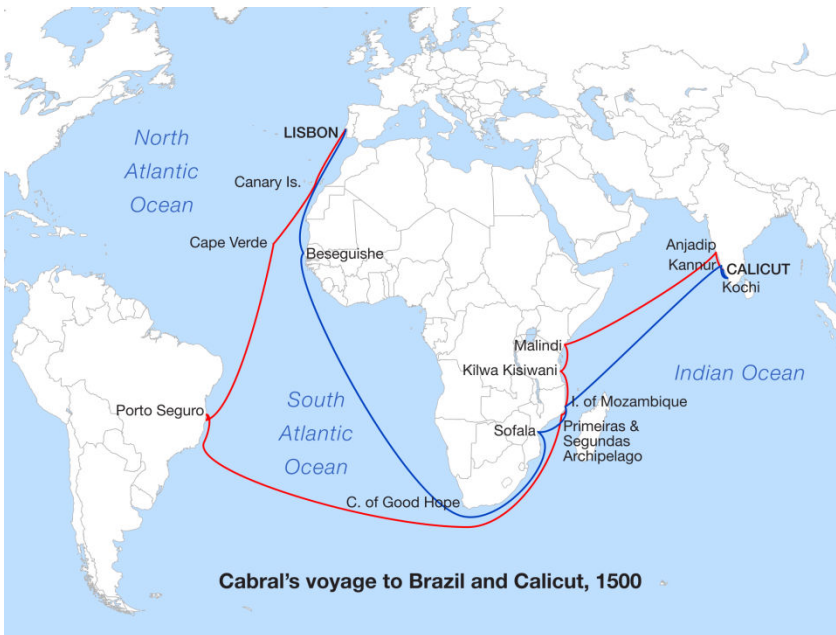 LISBON
North
Atlantic
Ocean
Canary Is.
Cape Verde
Beseguishe
Anjadip
Kannur
CALICUT
Kochi
Malindi
Kilwa Kisiwani
Indian Ocean
I. of Mozambique
Porto Seguro
South
Atlantic
Ocean
Sofala
Primeiras &
Segundas
Archipelago
C. of Good Hope
Cabral's voyage to Brazil and Calicut, 1500